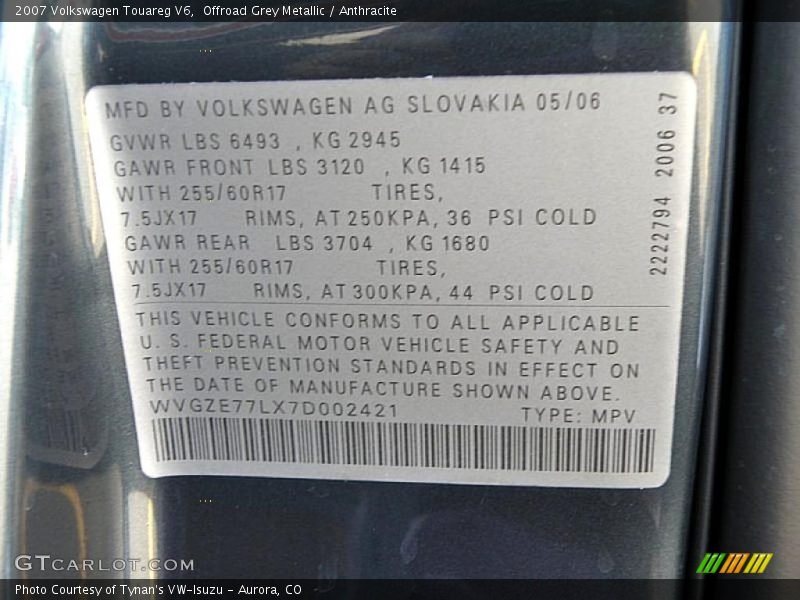 2007 Volkswagen Touareg V6,  Offroad Grey Metallic / Anthracite
MFD BY VOLKSWAGEN AG SLOVAKIA 05/06
GVWR LBS 6493 , KG 2945
GAWR FRONT LBS 3120 , KG 1415
WITH 255/60R17 TIRES,
7.5JX17 RIMS, AT 250KPA, 36 PSI COLD
GAWR REAR LBS 3704 , KG 1680
WITH 255/60R17 TIRES,
7.5JX17 RIMS, AT 300KPA, 44 PSI COLD
THIS VEHICLE CONFORMS TO ALL APPLICABLE
U. S. FEDERAL MOTOR VEHICLE SAFETY AND
THEFT PREVENTION STANDARDS IN EFFECT ON
THE DATE OF MANUFACTURE SHOWN ABOVE.
WVGZE77LX7D002421 TYPE: MPV
2222794 2006 37
GTCARLOT.COM
Photo Courtesy of Tynan's VW-Isuzu - Aurora, CO